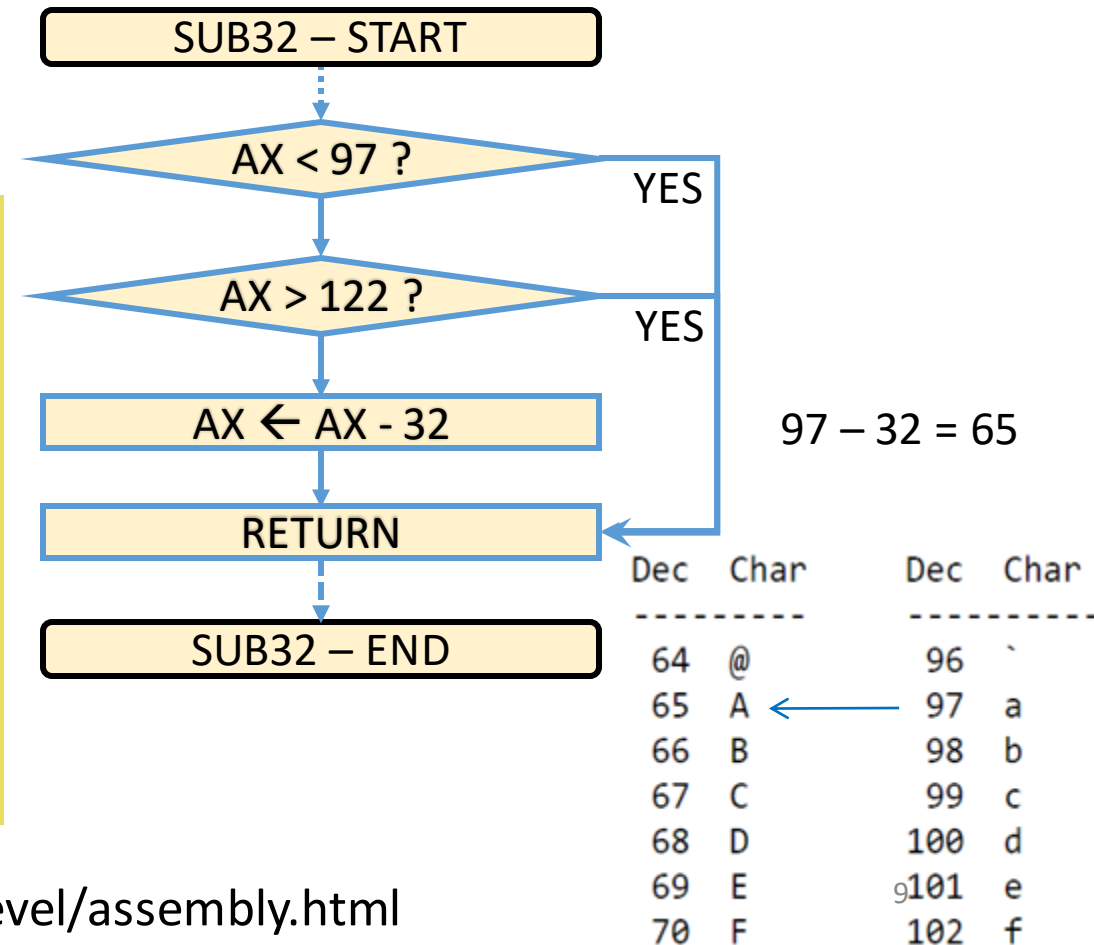 SUB32 – START
AX < 97 ?
YES
AX > 122 ?
YES
AX ← AX - 32
97 – 32 = 65
RETURN
Dec Char Dec Char
--------- ----------
SUB32 – END
64 @ 96 `
65 A 97 a
66 B 98 b
67 C 99 c
68 D 100 d
69 E 9 101 e
evel/assembly.html
70 F 102 f